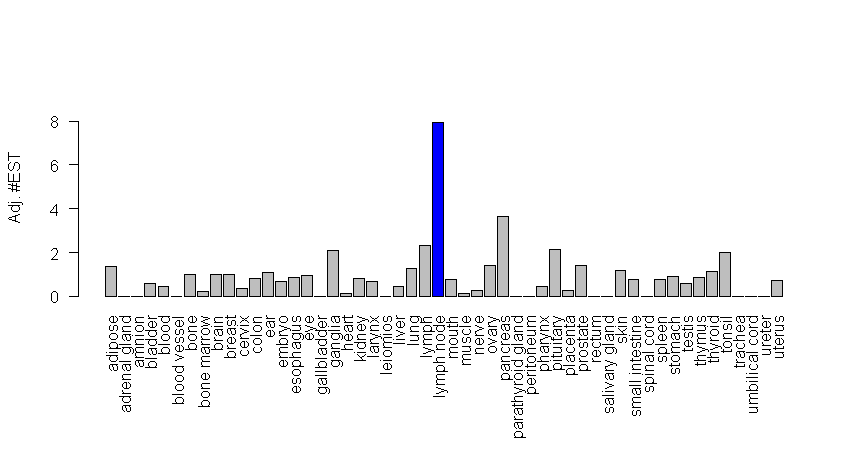 Adj. #EST
8
6
4
2
0
adipose
adrenal gland
amnion
bladder
blood
blood vessel
bone
bone marrow
brain
breast
cervix
colon
ear
embryo
esophagus
eye
gallbladder
ganglia
heart
kidney
larynx
leiomios
liver
lung
lymph
lymph node
mouth
muscle
nerve
ovary
pancreas
parathyroid gland
peritoneum
pharynx
pituitary
placenta
prostate
rectum
salivary gland
skin
small intestine
spinal cord
spleen
stomach
testis
thymus
thyroid
tonsil
trachea
umbilical cord
ureter
uterus